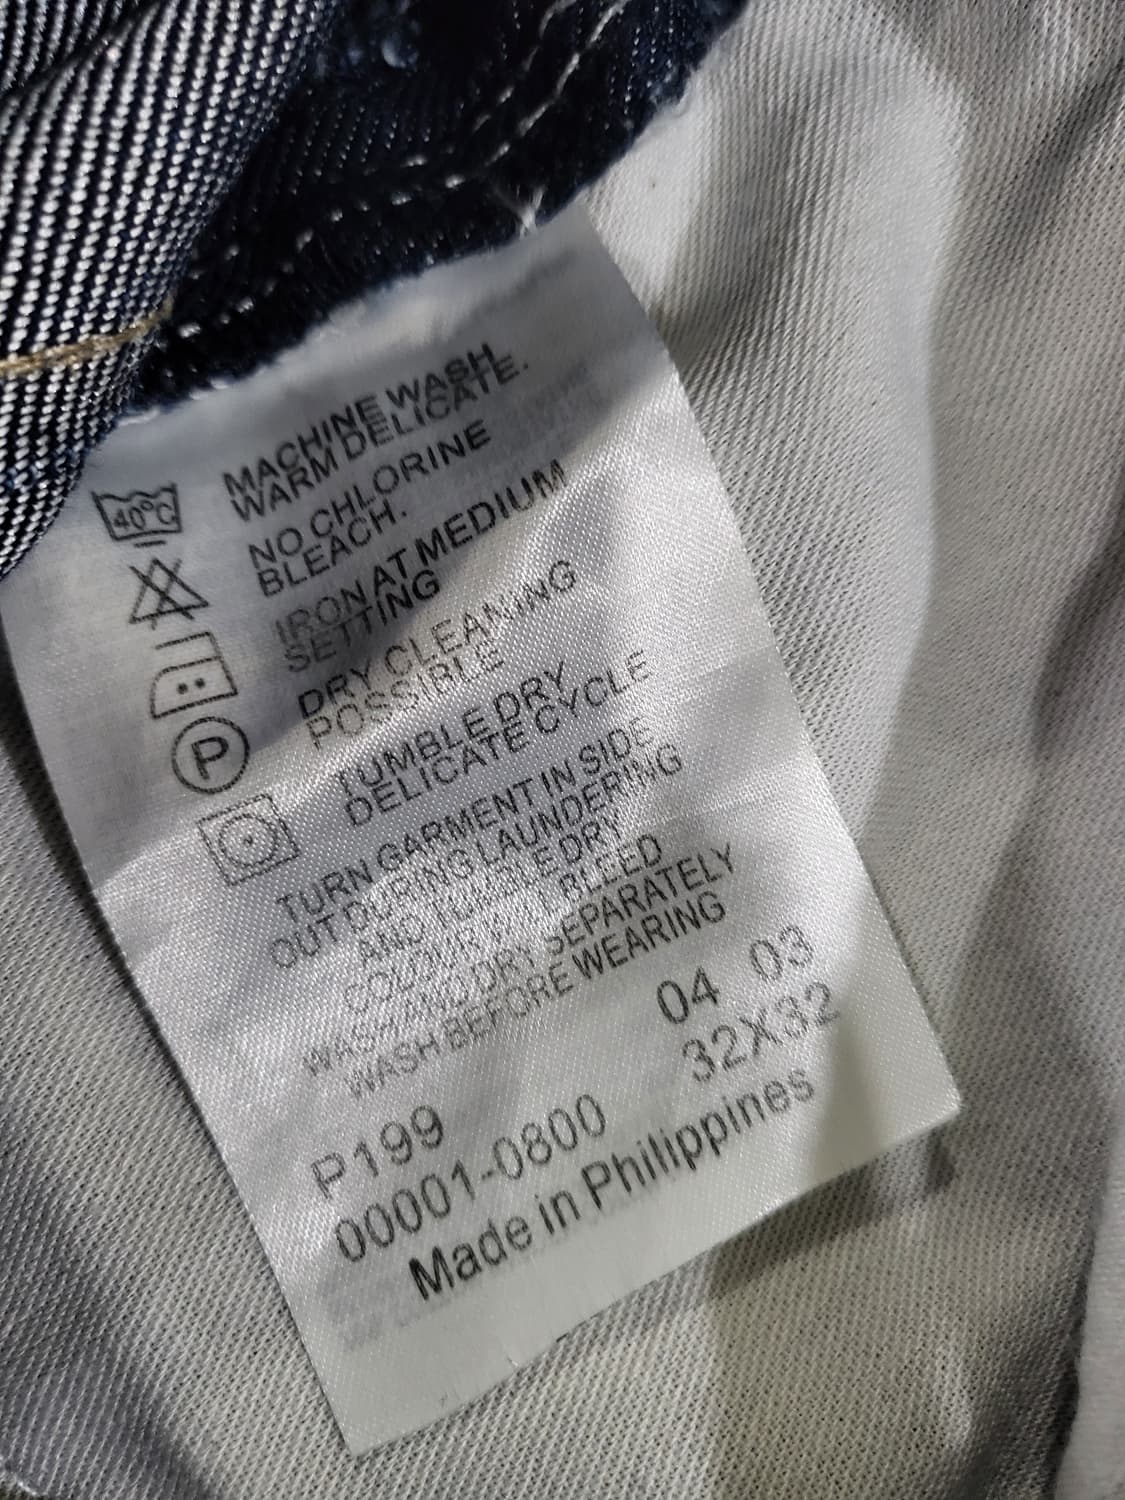 MACHINE WASH
WARM DELICATE.
40°C
NO CHLORINE
BLEACH.
IRON AT MEDIUM
SETTING
DRY CLEANING
POSSIBLE
P
TUMBLE DRY
DELICATE CYCLE
TURN GARMENT IN SIDE
OUT DURING LAUNDERING
AND TUMBLE DRY
COLOUR WILL BLEED
WASH AND DRY SEPARATELY
WASH BEFORE WEARING
04 03
32X32
P199
00001-0800
Made in Philippines